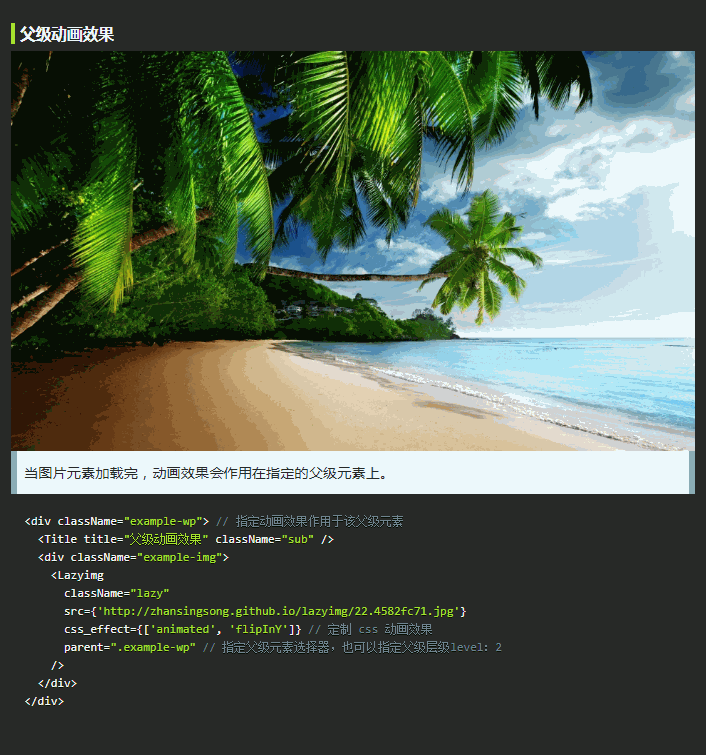 父级动画效果
当图片元素加载完，动画效果会作用在指定的父级元素上。
<div className="example-wp"> // 指定动画效果作用于该父级元素
<Title title="父级动画效果" className="sub" />
<div className="example-img">
<Lazyimg
className="lazy"
src={'http://zhansingsong.github.io/lazyimg/22.4582fc71.jpg'}
css_effect={['animated', 'flipInY']} // 定制 css 动画效果
parent=".example-wp" // 指定父级元素选择器，也可以指定父级层级level: 2
/>
</div>
</div>